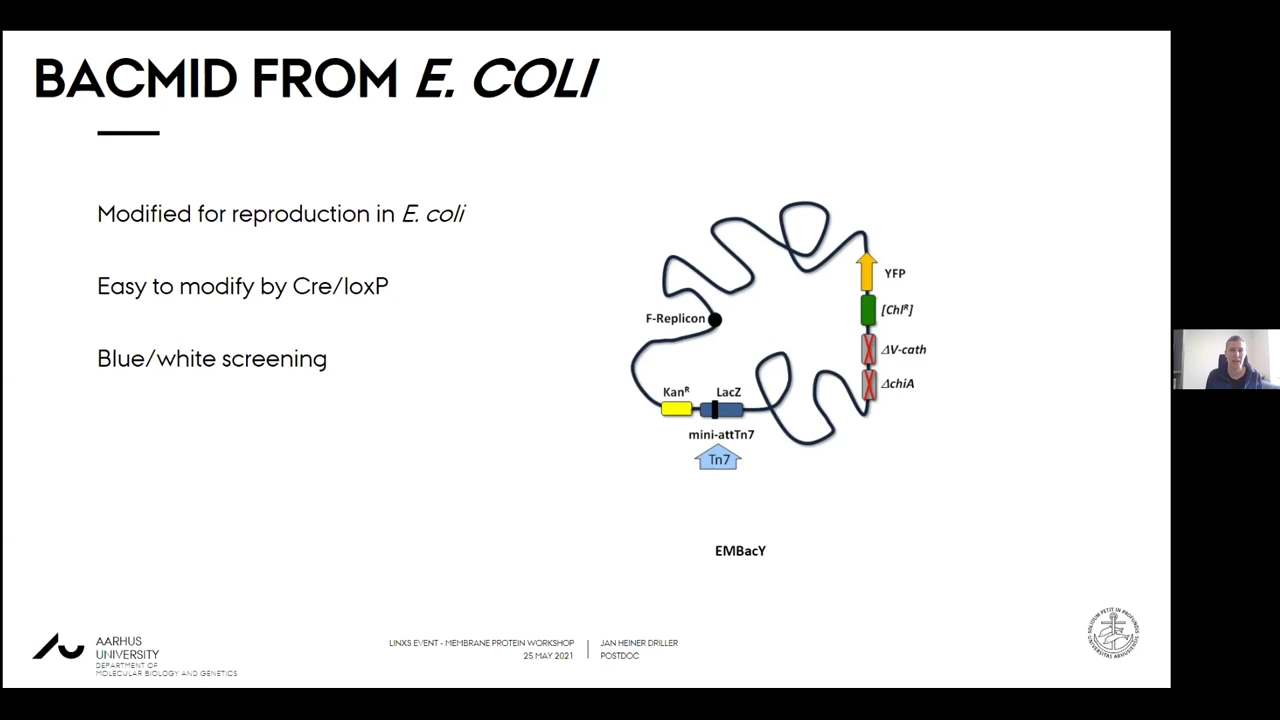 BACMID FROM E. COLI
Modified for reproduction in E. coli
Easy to modify by Cre/loxP
Blue/white screening
YFP
[Chlᴿ]
F-Replicon
ΔV-cath
ΔchiA
Kanᴿ
LacZ
mini-attTn7
Tn7
EMBacY
AARHUS
UNIVERSITY
DEPARTMENT OF
MOLECULAR BIOLOGY AND GENETICS
LINXS EVENT - MEMBRANE PROTEIN WORKSHOP
25 MAY 2021
JAN HEINER DRILLER
POSTDOC